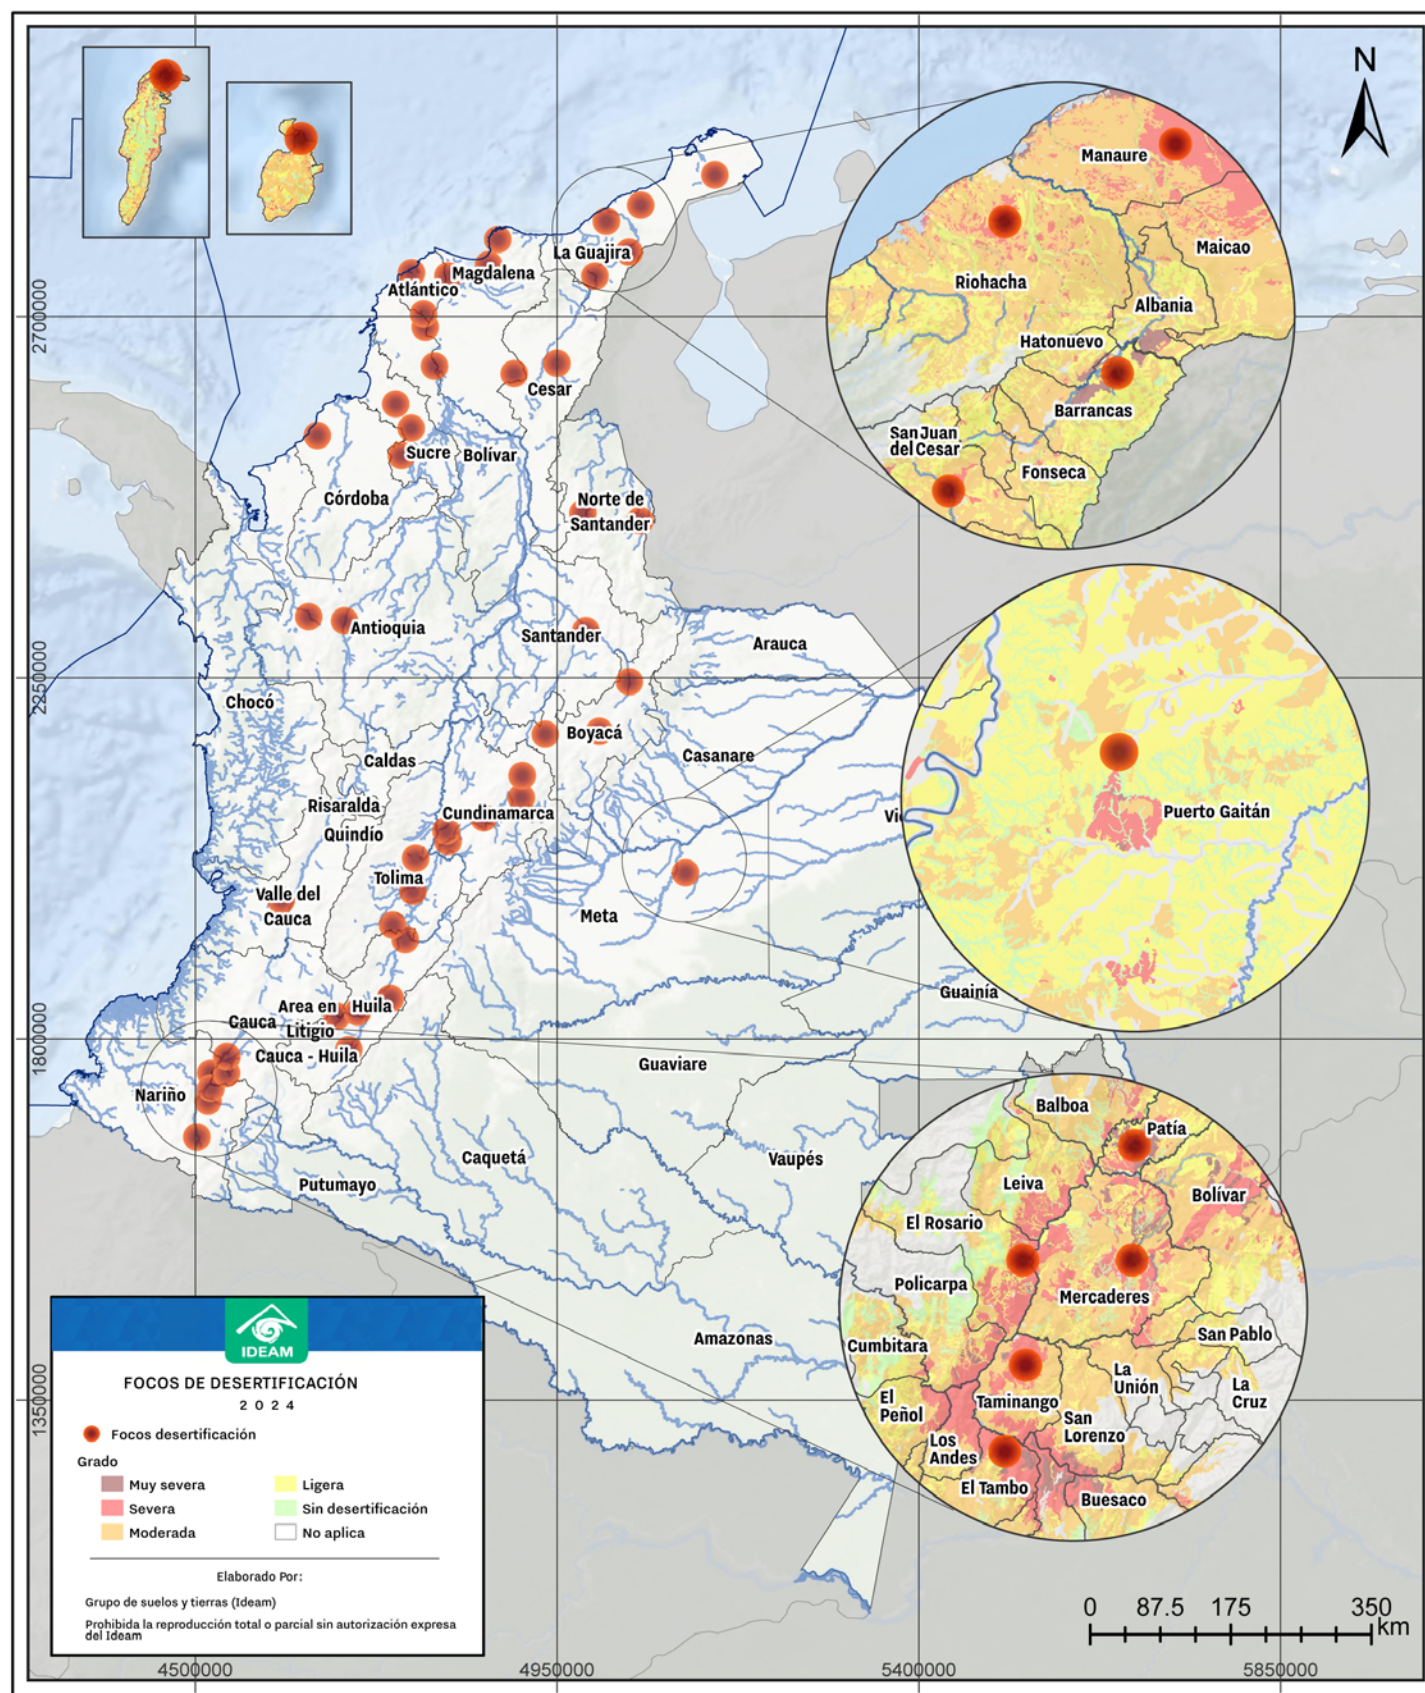 N
Manaure
Maicao
Riohacha
Albania
Hatonuevo
Barrancas
San Juan
del Cesar
Fonseca
La Guajira
Magdalena
Atlántico
Cesar
Sucre
Bolívar
Córdoba
Norte de
Santander
Antioquia
Santander
Arauca
Chocó
Boyacá
Casanare
Caldas
Risaralda
Cundinamarca
Quindío
Puerto Gaitán
Tolima
Valle del
Cauca
Meta
Guainía
Area en
Huila
Litigio
Cauca
Cauca - Huila
Guaviare
Nariño
Vaupés
Caquetá
Putumayo
Amazonas
Balboa
Patía
Leiva
Bolívar
El Rosario
Policarpa
Mercaderes
San Pablo
Cumbitara
La
Unión
La
Cruz
El
Peñol
Taminango
San
Lorenzo
Los
Andes
El Tambo
Buesaco
2700000
2250000
1800000
1350000
4500000
4950000
5400000
5850000
0 87.5 175 350
km
IDEAM
FOCOS DE DESERTIFICACIÓN
2024
Focos desertificación
Grado
Muy severa
Severa
Moderada
Ligera
Sin desertificación
No aplica
Elaborado Por:
Grupo de suelos y tierras (Ideam)
Prohibida la reproducción total o parcial sin autorización expresa
del Ideam